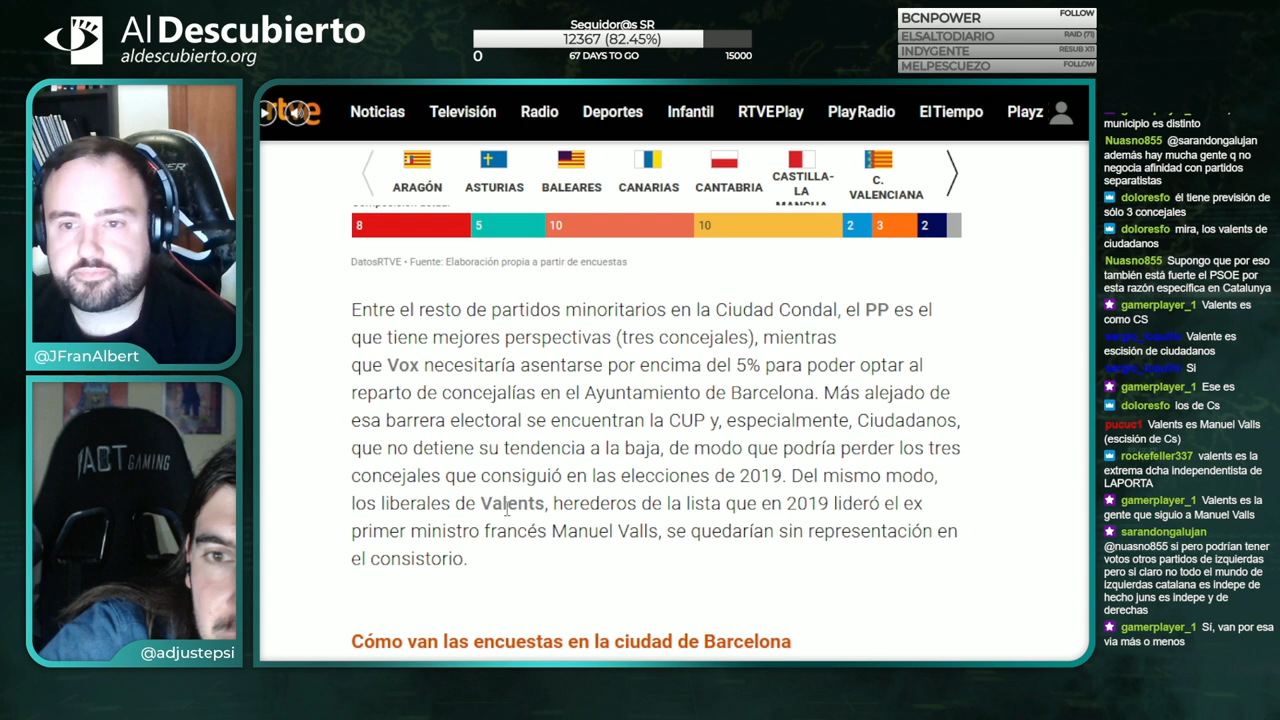 Al Descubierto
aldescubierto.org
Seguidor@s SR
12367 (82.45%)
0
67 DAYS TO GO
15000
BCNPOWER FOLLOW
ELSALTODIARIO RAID (71)
INDYGENTE RESUB X11
MELPESCUEZO FOLLOW
rtve
Noticias Televisión Radio Deportes Infantil RTVEPlay PlayRadio ElTiempo Playz
ARAGÓN
ASTURIAS
BALEARES
CANARIAS
CANTABRIA
CASTILLA-
LA
MANCHA
C.
VALENCIANA
8 5 10 10 2 3 2
DatosRTVE • Fuente: Elaboración propia a partir de encuestas
Entre el resto de partidos minoritarios en la Ciudad Condal, el PP es el
que tiene mejores perspectivas (tres concejales), mientras
que Vox necesitaría asentarse por encima del 5% para poder optar al
reparto de concejalías en el Ayuntamiento de Barcelona. Más alejado de
esa barrera electoral se encuentran la CUP y, especialmente, Ciudadanos,
que no detiene su tendencia a la baja, de modo que podría perder los tres
concejales que consiguió en las elecciones de 2019. Del mismo modo,
los liberales de Valents, herederos de la lista que en 2019 lideró el ex
primer ministro francés Manuel Valls, se quedarían sin representación en
el consistorio.
Cómo van las encuestas en la ciudad de Barcelona
@JFranAlbert
ACT GAMING
@adjustepsi
municipio es distinto
Nuasno855 @sarandongalujan
además hay mucha gente q no
negocia afinidad con partidos
separatistas
doloresfo él tiene previsión de
sólo 3 concejales
doloresfo mira, los valents de
ciudadanos
Nuasno855 Supongo que por eso
también está fuerte el PSOE por
esta razón específica en Catalunya
gamerplayer_1 Valents es
como CS
Valente es
escisión de ciudadanos
Si
gamerplayer_1 Ese es
doloresfo los de Cs
pucuc1 Valents es Manuel Valls
(escisión de Cs)
rockefeller337 valents es la
extrema dcha independentista de
LAPORTA
gamerplayer_1 Valents es la
gente que siguio a Manuel Valls
sarandongalujan
@nuasno855 si pero podrían tener
votos otros partidos de izquierdas
pero si claro no todo el mundo de
izquierdas catalana es indepe de
hecho juns es indepe y de
derechas
gamerplayer_1 Sí, van por esa
via más o menos